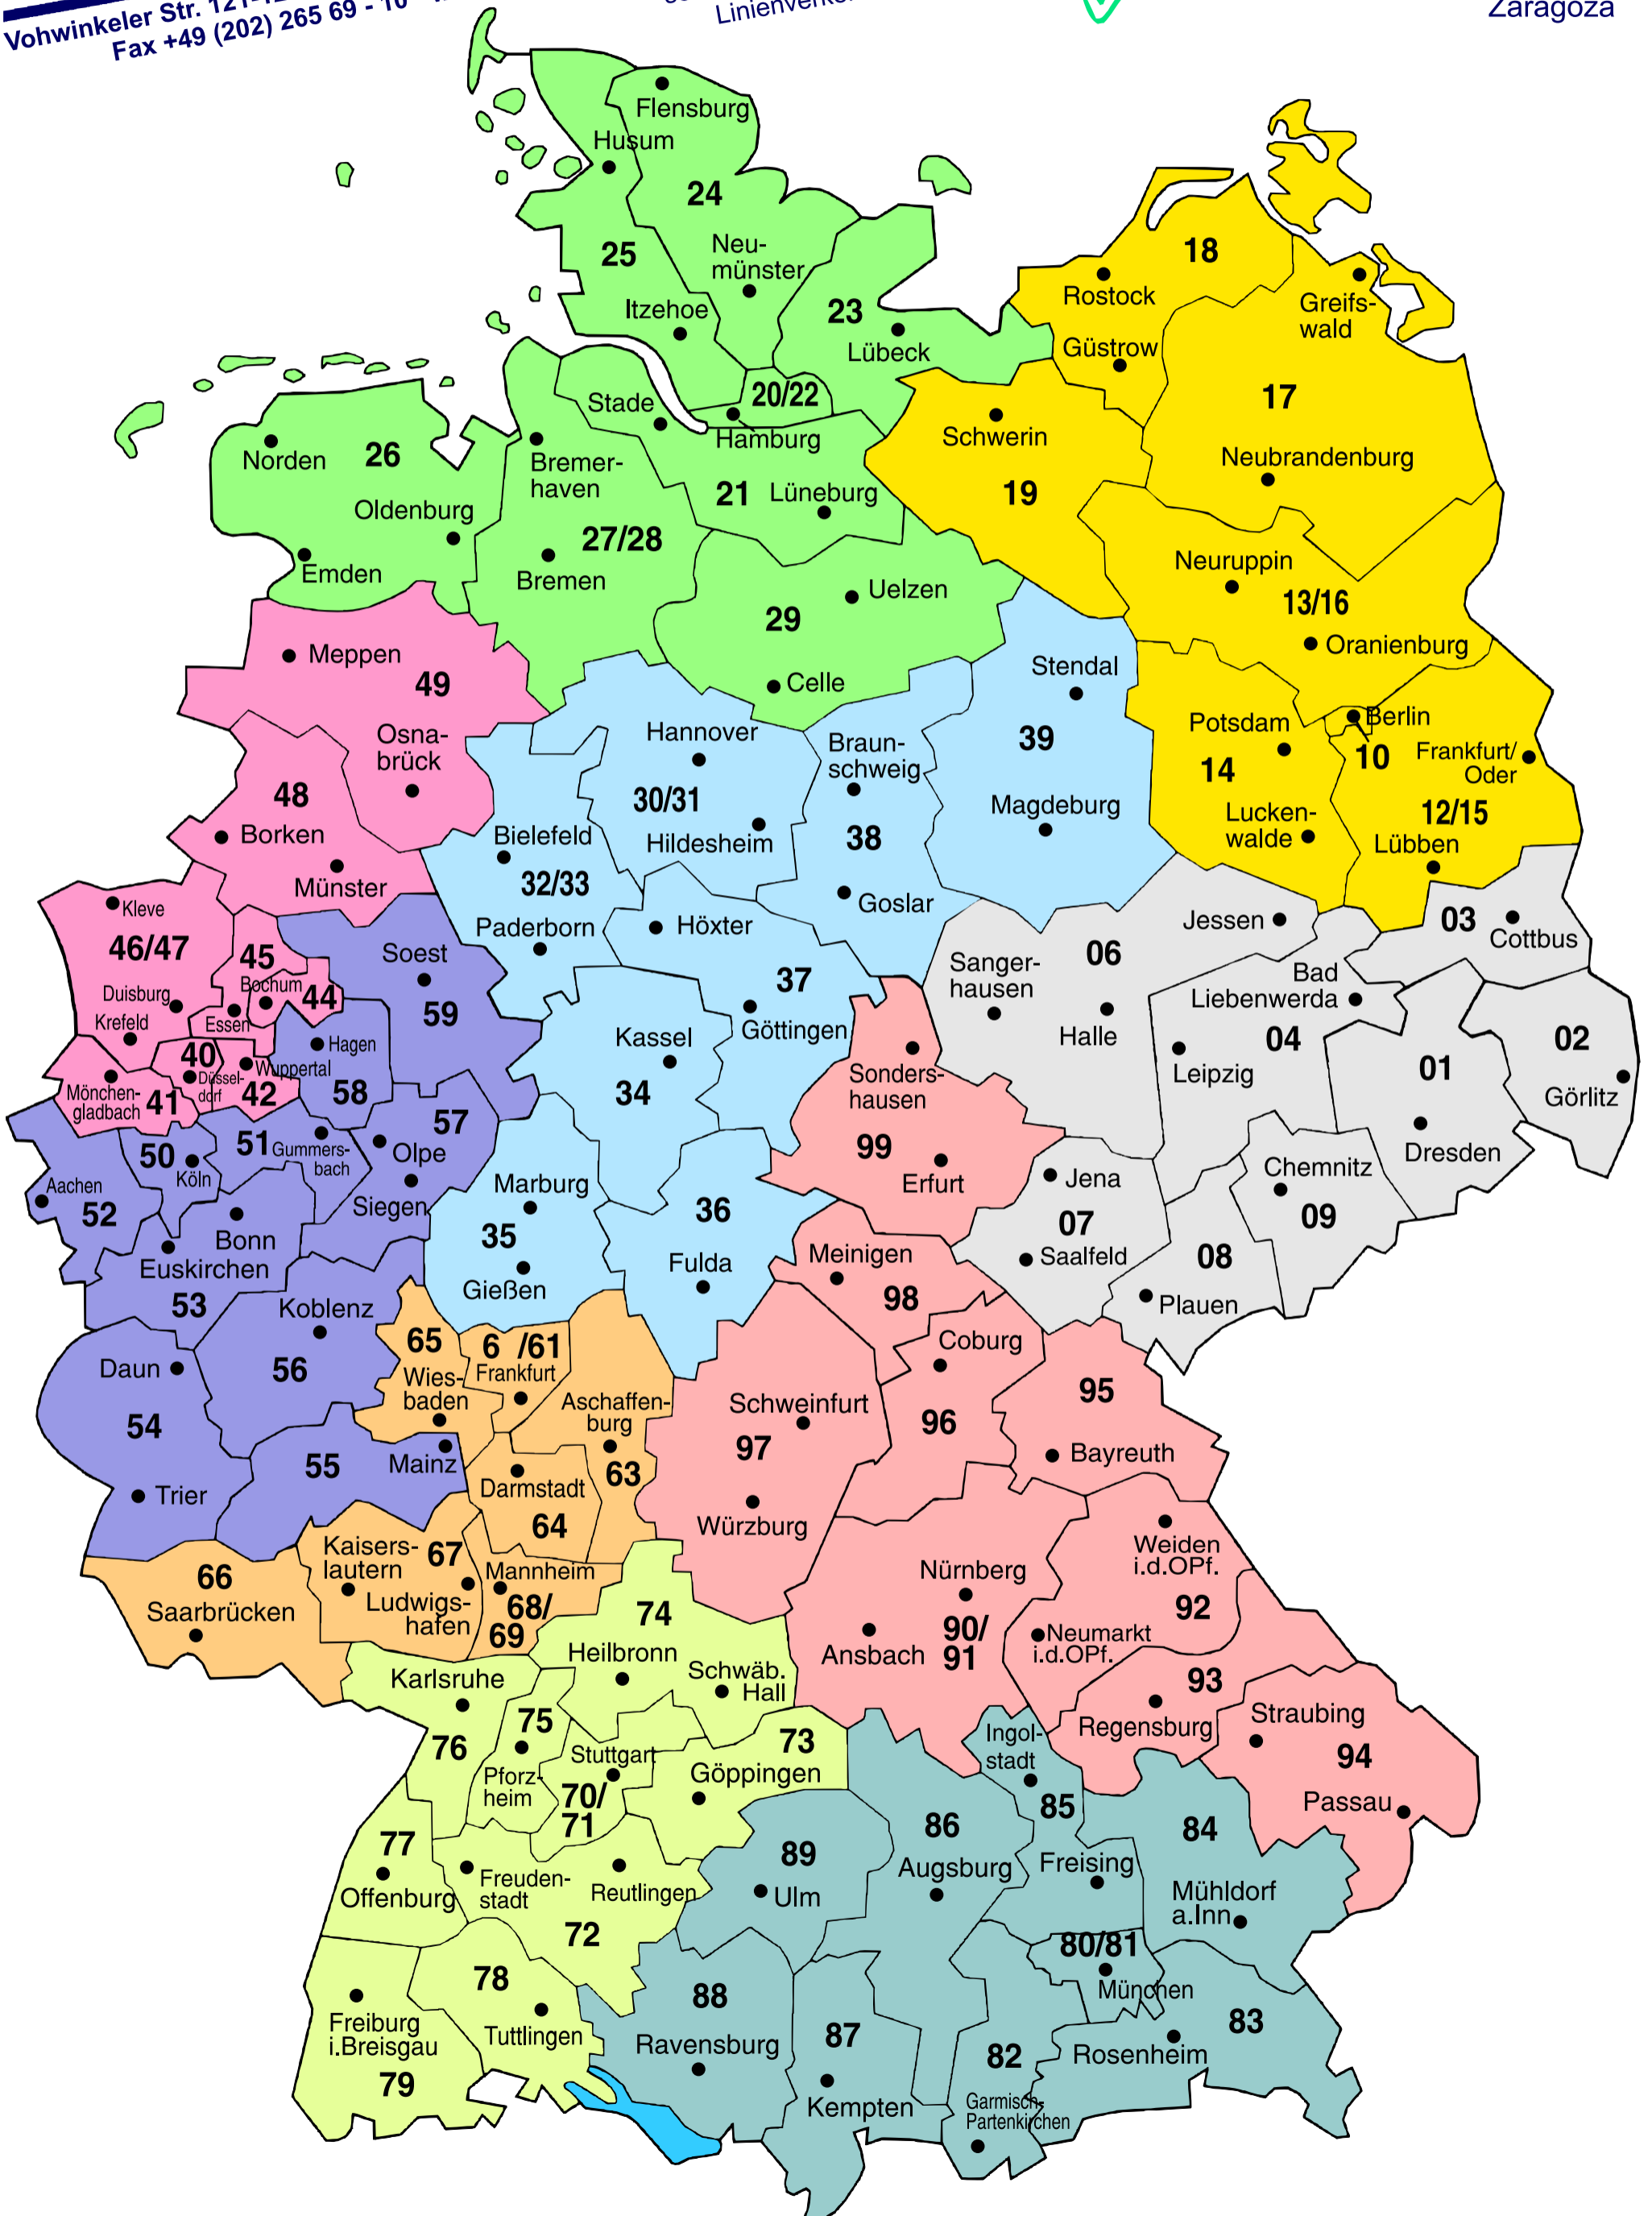 Vohwinkeler Str.
Fax +49 (202) 265 69 - 10
Zaragoza
Flensburg
Husum
24
25
Neu-
münster
Itzehoe
23
Lübeck
18
Rostock
Greifs-
wald
Güstrow
17
Neubrandenburg
20/22
Stade
Hamburg
Schwerin
19
Norden
26
Bremer-
haven
21
Lüneburg
Oldenburg
27/28
Emden
Bremen
Uelzen
29
Neuruppin
13/16
Oranienburg
Meppen
49
Celle
Stendal
Osna-
brück
Hannover
Braun-
schweig
39
Potsdam
Berlin
14
10
Frankfurt/
Oder
48
30/31
Magdeburg
Lucken-
walde
12/15
Borken
Bielefeld
Hildesheim
38
Lübben
Münster
32/33
Goslar
Kleve
Paderborn
Höxter
Jessen
03
Cottbus
46/47
45
Soest
37
Sanger-
hausen
06
Bad
Liebenwerda
Duisburg
Bochum
44
59
Krefeld
Essen
Kassel
Göttingen
Halle
04
02
40
Hagen
Leipzig
01
Düssel-
dorf
Wuppertal
Mönchen-
gladbach
41
42
58
34
Sonders-
hausen
Görlitz
57
50
51
Gummers-
bach
Olpe
99
Dresden
Köln
Erfurt
Jena
Chemnitz
Aachen
52
Siegen
Marburg
36
07
09
Bonn
35
Saalfeld
08
Euskirchen
Gießen
Fulda
Meinigen
53
Koblenz
98
Plauen
65
6 /61
Coburg
Daun
56
Wies-
baden
Frankfurt
Aschaffen-
burg
Schweinfurt
96
95
54
55
Mainz
63
97
Bayreuth
Trier
Darmstadt
Würzburg
64
Weiden
i.d.OPf.
Kaisers-
lautern
67
Mannheim
Nürnberg
66
Ludwigs-
hafen
68/
69
74
92
Saarbrücken
Ansbach
90/
91
Neumarkt
i.d.OPf.
Heilbronn
Karlsruhe
Schwäb.
Hall
93
75
Regensburg
Straubing
76
Stuttgart
73
Ingol-
stadt
94
Pforz-
heim
70/
71
Göppingen
85
Passau
77
89
86
84
Offenburg
Freuden-
stadt
Reutlingen
Ulm
Augsburg
Freising
Mühldorf
a.Inn
72
80/81
78
88
München
Freiburg
i.Breisgau
Tuttlingen
Ravensburg
87
82
83
Rosenheim
79
Kempten
Garmisch-
Partenkirchen